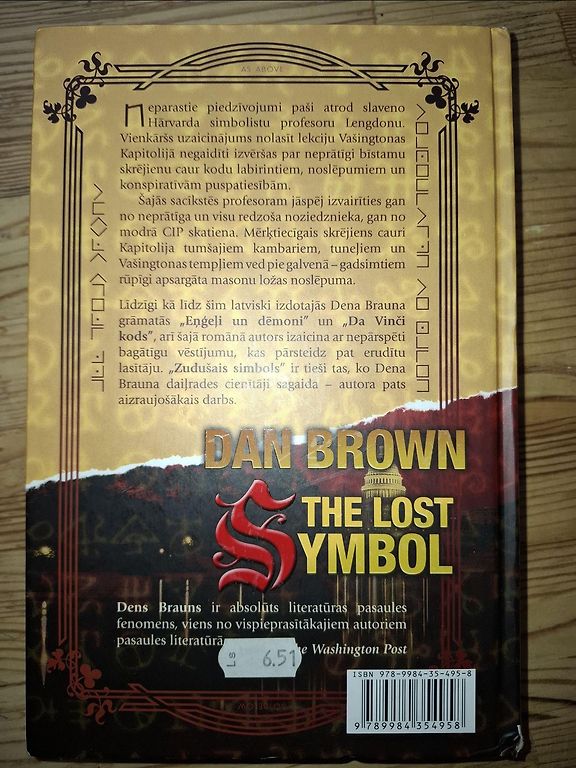 AS ABOVE
Neparastie piedzīvojumi paši atrod slaveno
Hārvarda simbolistu profesoru Lengdonu.
Vienkāršs uzaicinājums nolasīt lekciju Vašingtonas
Kapitolijā negaidīti izvēršas par neprātīgi bīstamu
skrējienu caur kodu labirintiem, noslēpumiem un
konspiratīvām puspatiesībām.
Šajās sacīkstēs profesoram jāspēj izvairīties gan
no neprātīga un visu redzoša noziedznieka, gan no
modrā CIP skatiena. Mērķtiecīgais skrējiens cauri
Kapitolija tumšajiem kambariem, tuneļiem un
Vašingtonas tempļiem ved pie galvenā – gadsimtiem
rūpīgi apsargāta masonu ložas noslēpuma.
Līdzīgi kā līdz šim latviski izdotajās Dena Brauna
grāmatās „Eņģeļi un dēmoni" un „Da Vinči
kods", arī šajā romānā autors izaicina ar nepārspēti
bagātīgu vēstījumu, kas pārsteidz pat erudītu
lasītāju. „Zudušais simbols" ir tieši tas, ko Dena
Brauna daiļrades cienītāji sagaida – autora pats
aizraujošākais darbs.
DAN BROWN
THE LOST
SYMBOL
Dens Brauns ir absolūts literatūras pasaules
fenomens, viens no vispieprasītākajiem autoriem
pasaules literatūrā
Washington Post
LS 6.51
ISBN 978-9984-35-495-8
9 789984 354958
SO BELOW